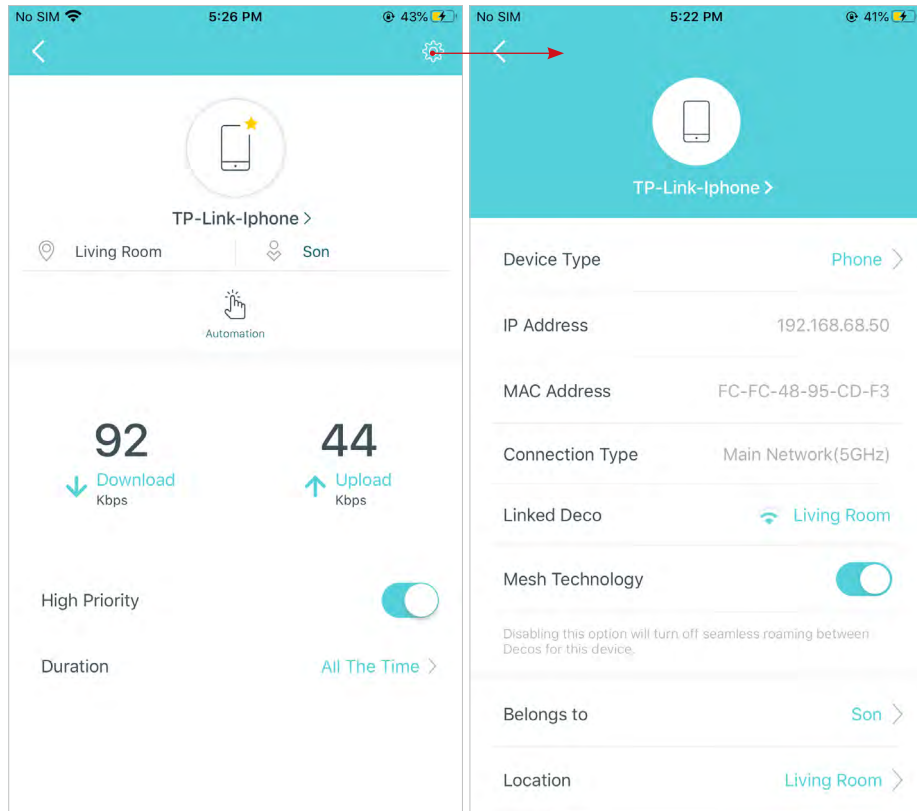 No SIM 5:26 PM 43%
TP-Link-Iphone >
Living Room Son
Automation
92 44
Download Upload
Kbps Kbps
High Priority
Duration All The Time >
No SIM 5:22 PM 41%
TP-Link-Iphone >
Device Type Phone >
IP Address 192.168.68.50
MAC Address FC-FC-48-95-CD-F3
Connection Type Main Network(5GHz)
Linked Deco Living Room
Mesh Technology
Disabling this option will turn off seamless roaming between
Decos for this device.
Belongs to Son >
Location Living Room >